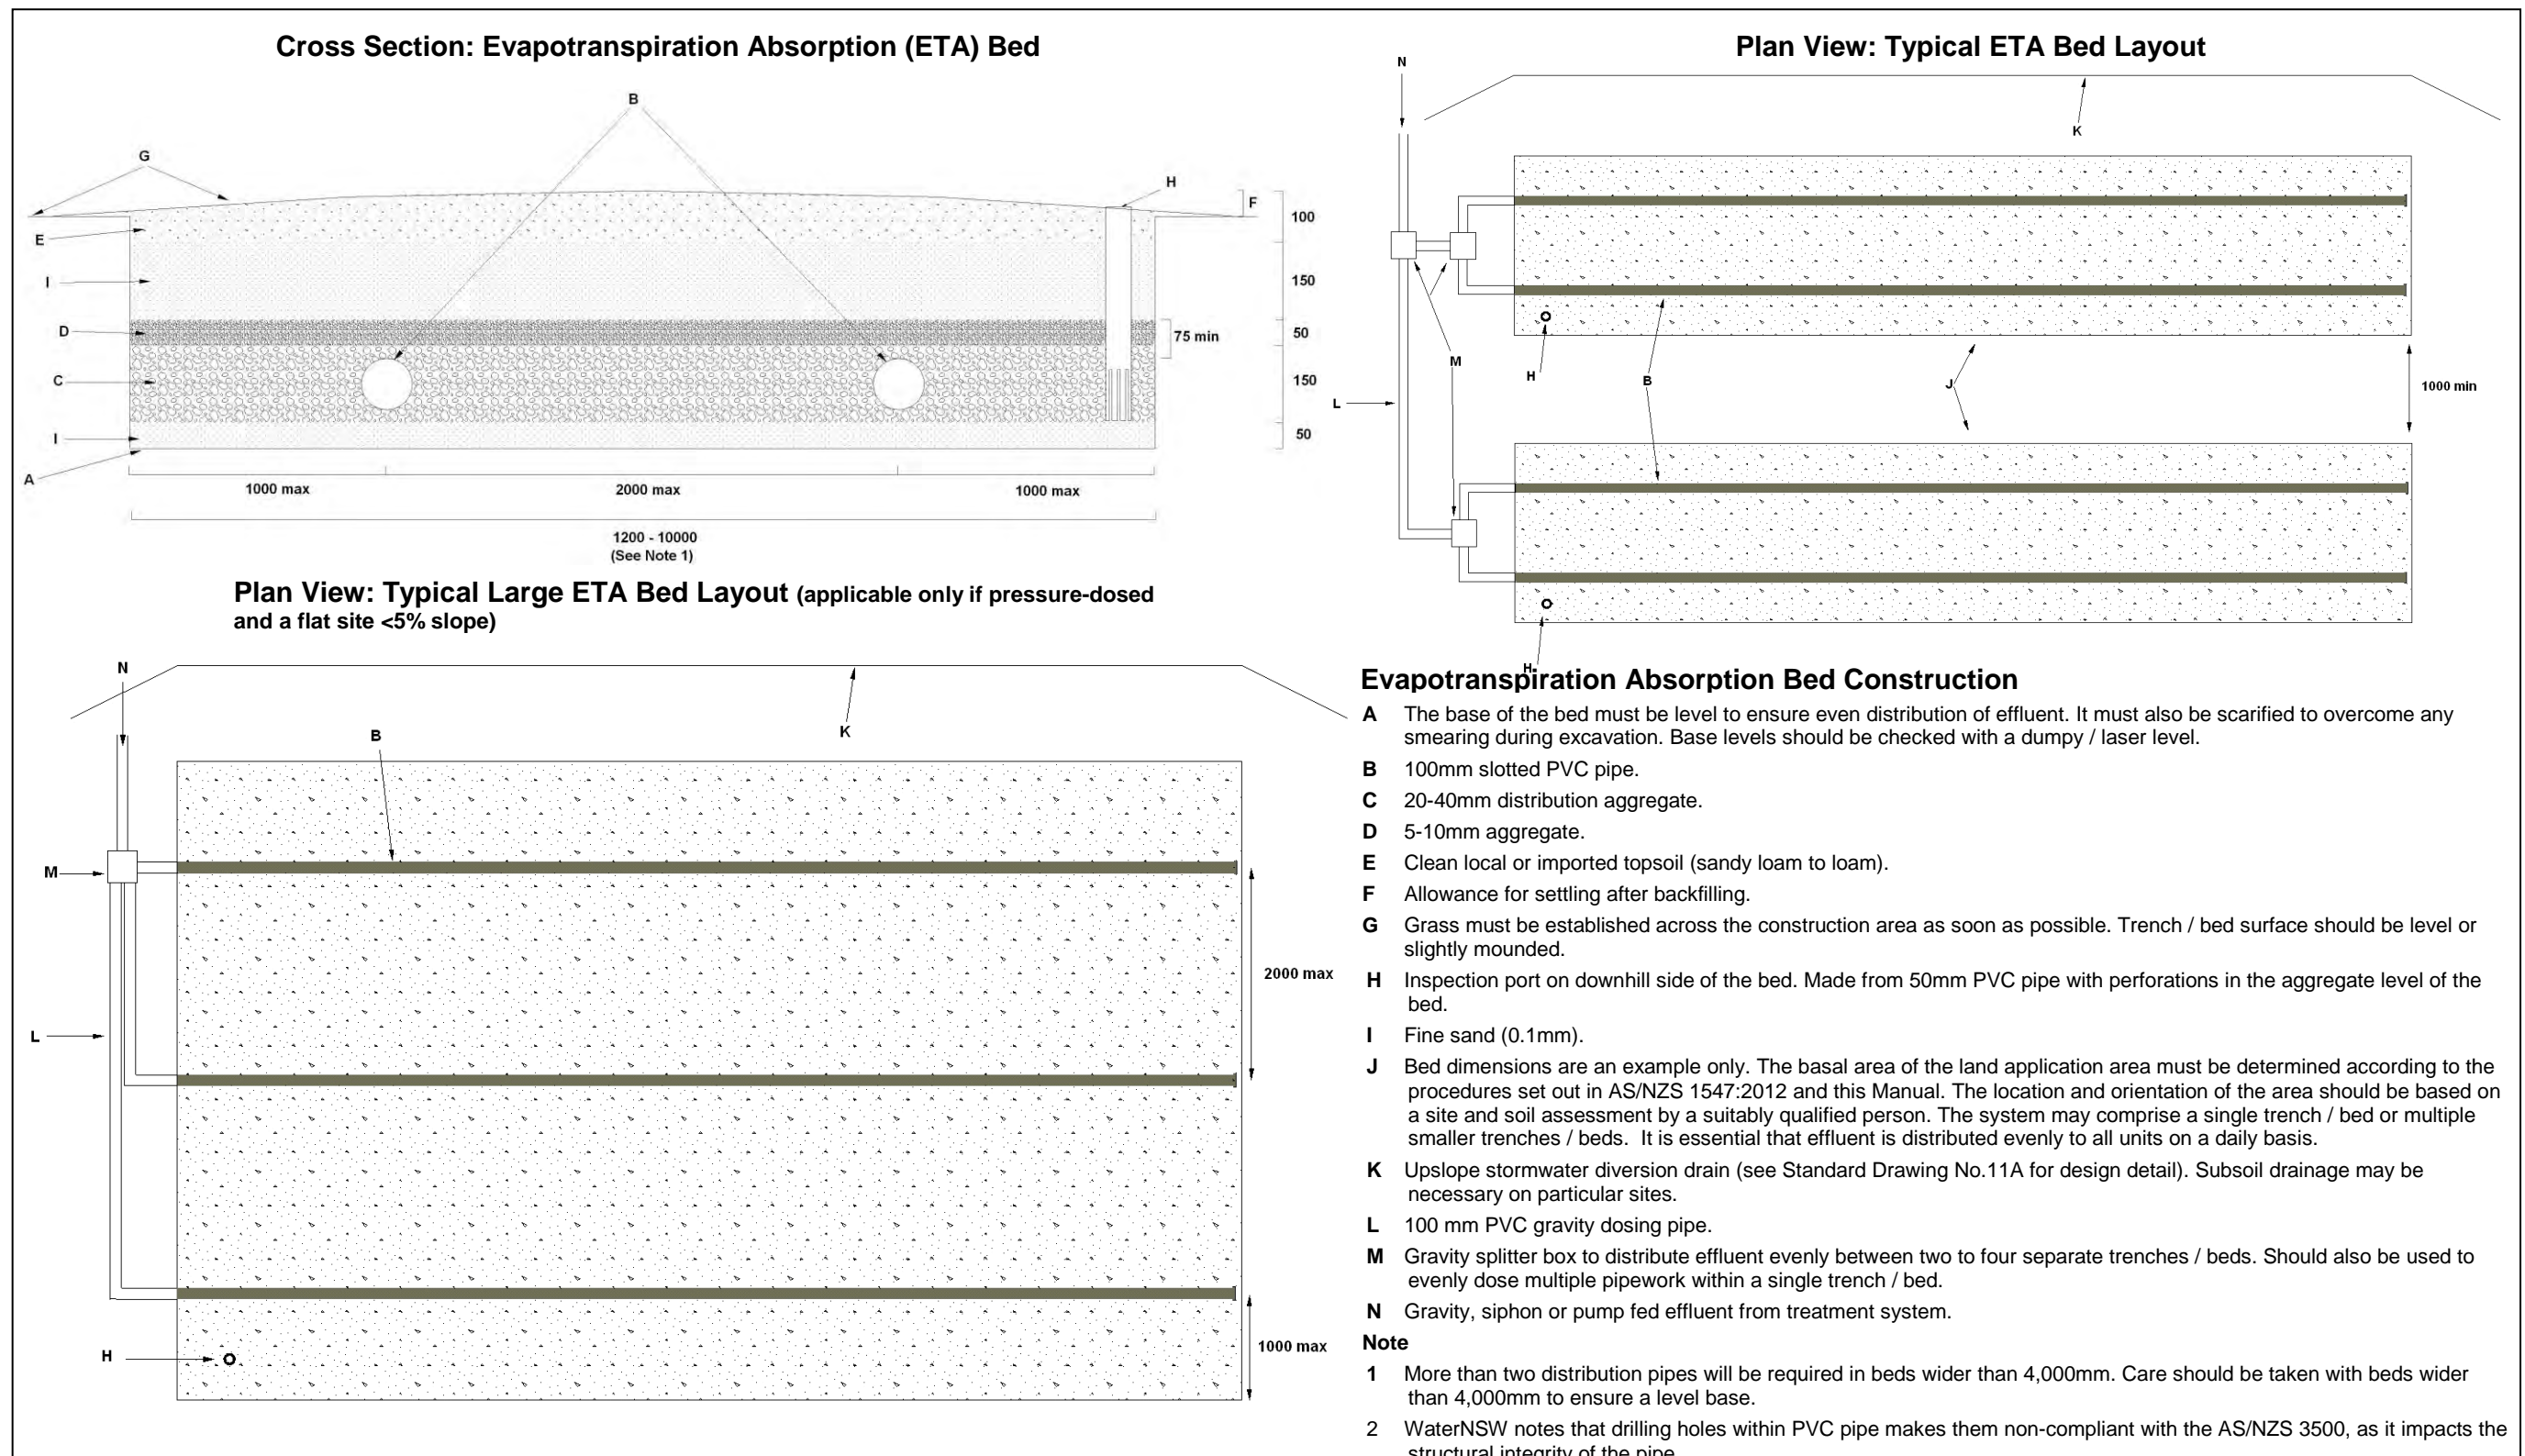 Cross Section: Evapotranspiration Absorption (ETA) Bed
B
G
H
F
E
100
I
150
D
50
75 min
C
150
I
50
A
1000 max
2000 max
1000 max
1200 - 10000
(See Note 1)
Plan View: Typical ETA Bed Layout
N
K
M
H
B
J
L
1000 min
H
Plan View: Typical Large ETA Bed Layout (applicable only if pressure-dosed
and a flat site <5% slope)
N
K
B
M
2000 max
L
H
1000 max
Evapotranspiration Absorption Bed Construction
A The base of the bed must be level to ensure even distribution of effluent. It must also be scarified to overcome any
smearing during excavation. Base levels should be checked with a dumpy / laser level.
B 100mm slotted PVC pipe.
C 20-40mm distribution aggregate.
D 5-10mm aggregate.
E Clean local or imported topsoil (sandy loam to loam).
F Allowance for settling after backfilling.
G Grass must be established across the construction area as soon as possible. Trench / bed surface should be level or
slightly mounded.
H Inspection port on downhill side of the bed. Made from 50mm PVC pipe with perforations in the aggregate level of the
bed.
I Fine sand (0.1mm).
J Bed dimensions are an example only. The basal area of the land application area must be determined according to the
procedures set out in AS/NZS 1547:2012 and this Manual. The location and orientation of the area should be based on
a site and soil assessment by a suitably qualified person. The system may comprise a single trench / bed or multiple
smaller trenches / beds. It is essential that effluent is distributed evenly to all units on a daily basis.
K Upslope stormwater diversion drain (see Standard Drawing No.11A for design detail). Subsoil drainage may be
necessary on particular sites.
L 100 mm PVC gravity dosing pipe.
M Gravity splitter box to distribute effluent evenly between two to four separate trenches / beds. Should also be used to
evenly dose multiple pipework within a single trench / bed.
N Gravity, siphon or pump fed effluent from treatment system.
Note
1 More than two distribution pipes will be required in beds wider than 4,000mm. Care should be taken with beds wider
than 4,000mm to ensure a level base.
2 WaterNSW notes that drilling holes within PVC pipe makes them non-compliant with the AS/NZS 3500, as it impacts the
structural integrity of the pipe